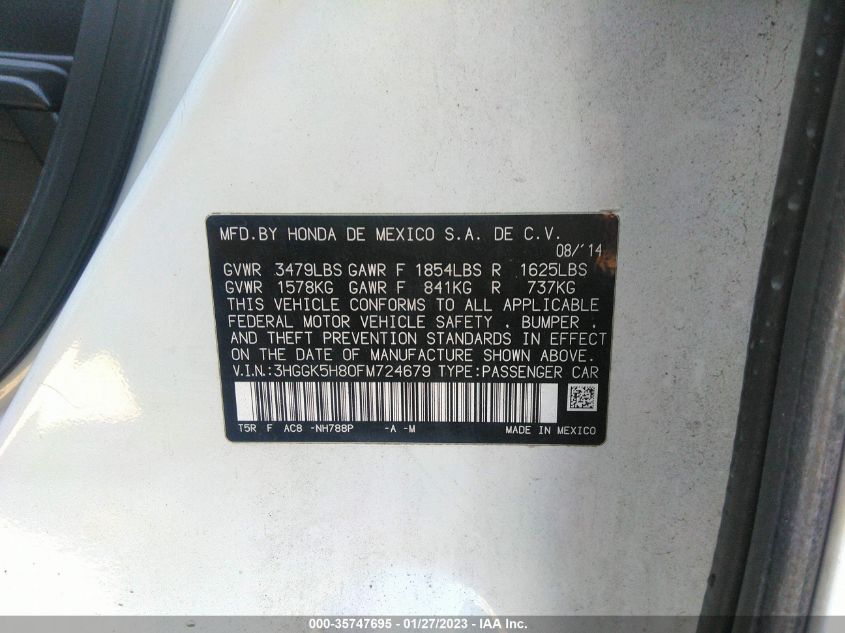 MFD.BY HONDA DE MEXICO S.A. DE C.V.
08/'14
GVWR 3479LBS GAWR F 1854LBS R 1625LBS
GVWR 1578KG GAWR F 841KG R 737KG
THIS VEHICLE CONFORMS TO ALL APPLICABLE
FEDERAL MOTOR VEHICLE SAFETY , BUMPER ,
AND THEFT PREVENTION STANDARDS IN EFFECT
ON THE DATE OF MANUFACTURE SHOWN ABOVE.
V.I.N.:3HGGK5H80FM724679 TYPE:PASSENGER CAR
T5R F AC8 -NH788P -A -M MADE IN MEXICO
000-35747695 - 01/27/2023 - IAA Inc.